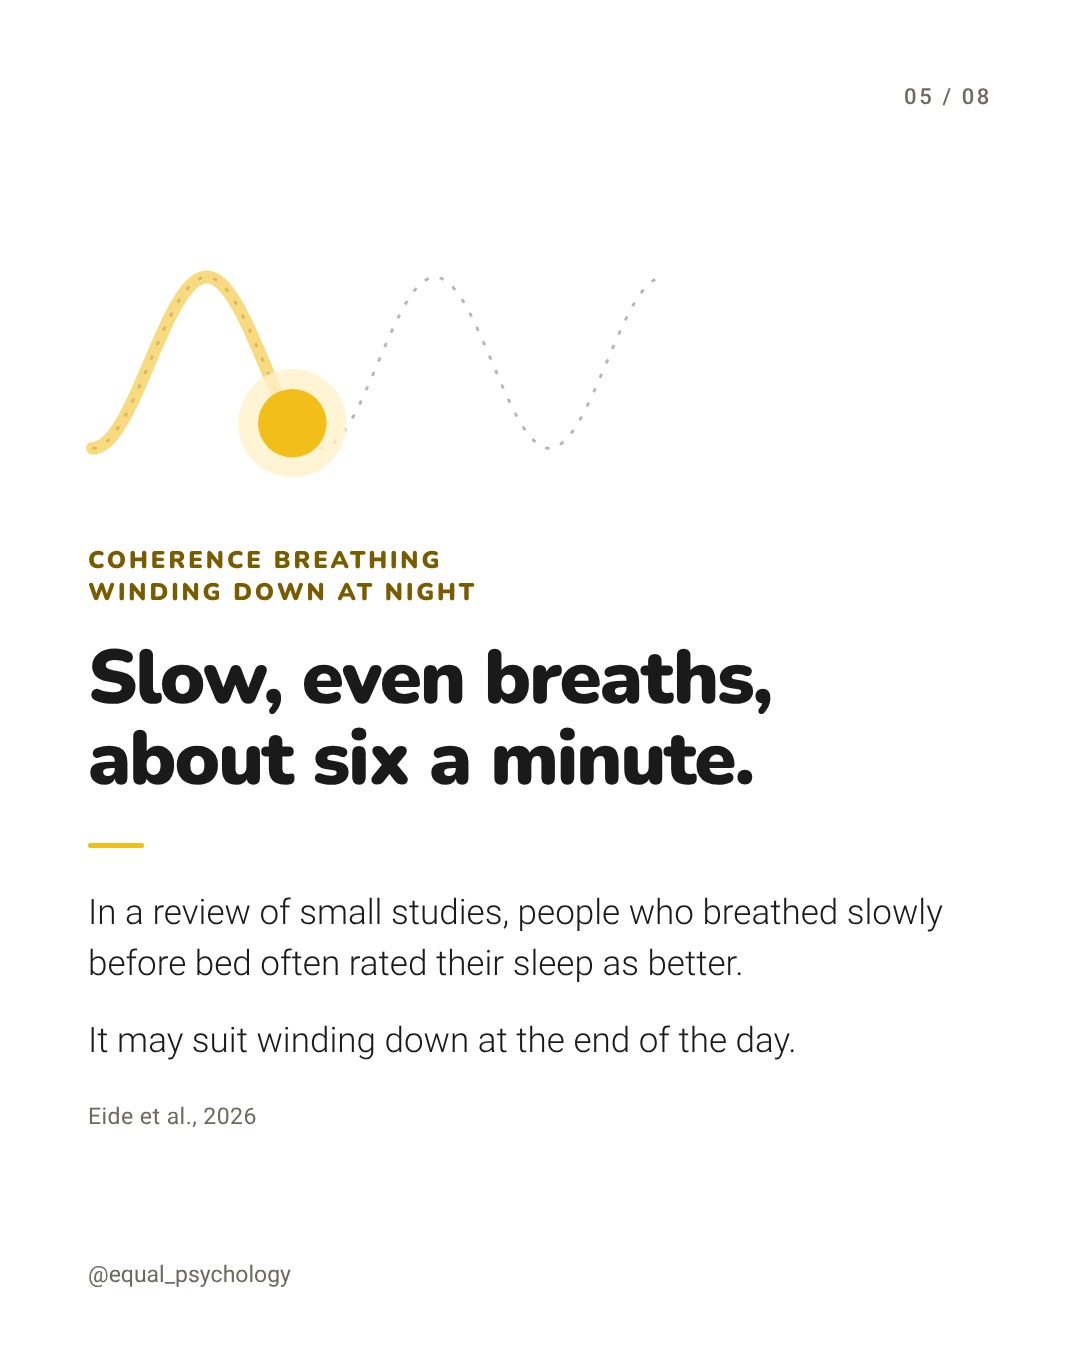 05 / 08
COHERENCE BREATHING
WINDING DOWN AT NIGHT
Slow, even breaths,
about six a minute.
In a review of small studies, people who breathed slowly
before bed often rated their sleep as better.
It may suit winding down at the end of the day.
Eide et al., 2026
@equal_psychology